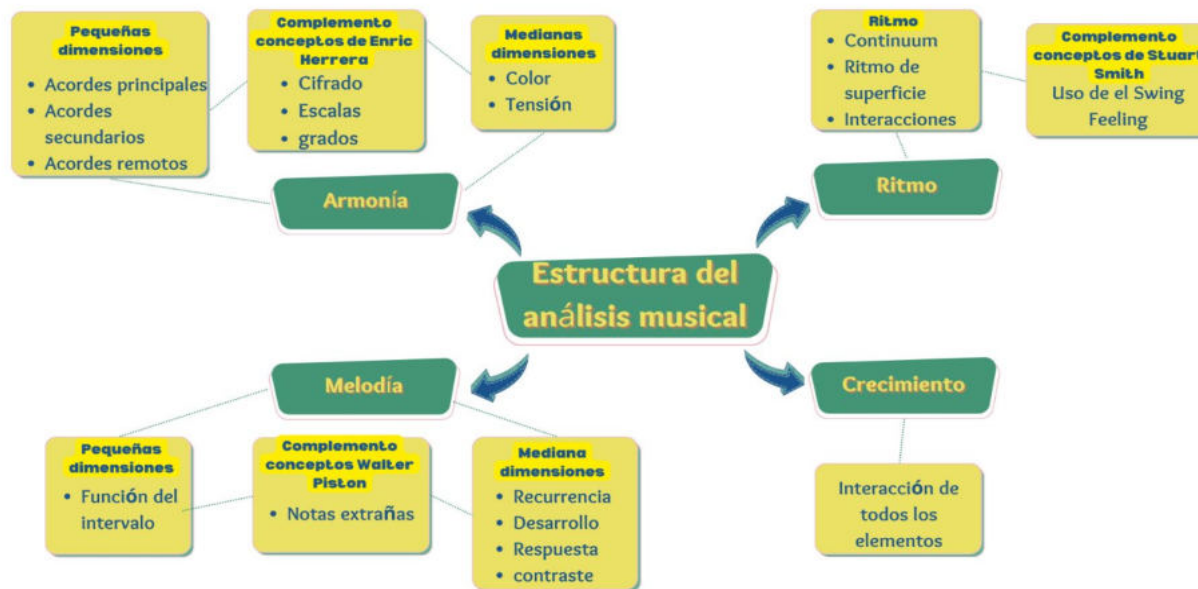 Pequeñas
dimensiones
• Acordes principales
• Acordes
secundarios
• Acordes remotos
Complemento
conceptos de Enric
Herrera
• Cifrado
• Escalas
• grados
Medianas
dimensiones
• Color
• Tensión
Armonía
Ritmo
• Continuum
• Ritmo de
superficie
• Interacciones
Complemento
conceptos de Stuart
Smith
Uso de el Swing
Feeling
Ritmo
Estructura del
análisis musical
Melodía
Pequeñas
dimensiones
• Función del
intervalo
Complemento
conceptos Walter
Piston
• Notas extrañas
Mediana
dimensiones
• Recurrencia
• Desarrollo
• Respuesta
• contraste
Crecimiento
Interacción de
todos los
elementos